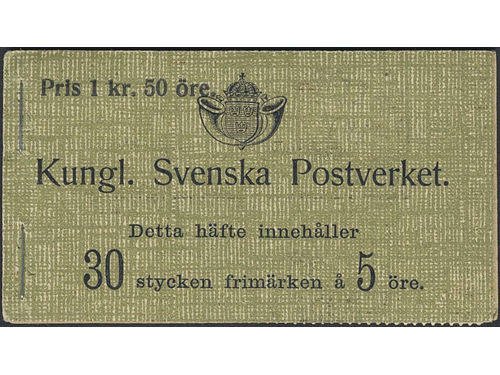 Pris 1 kr. 50 öre.
Kungl. Svenska Postverket.
Detta häfte innehåller
30 stycken frimärken å 5 öre.